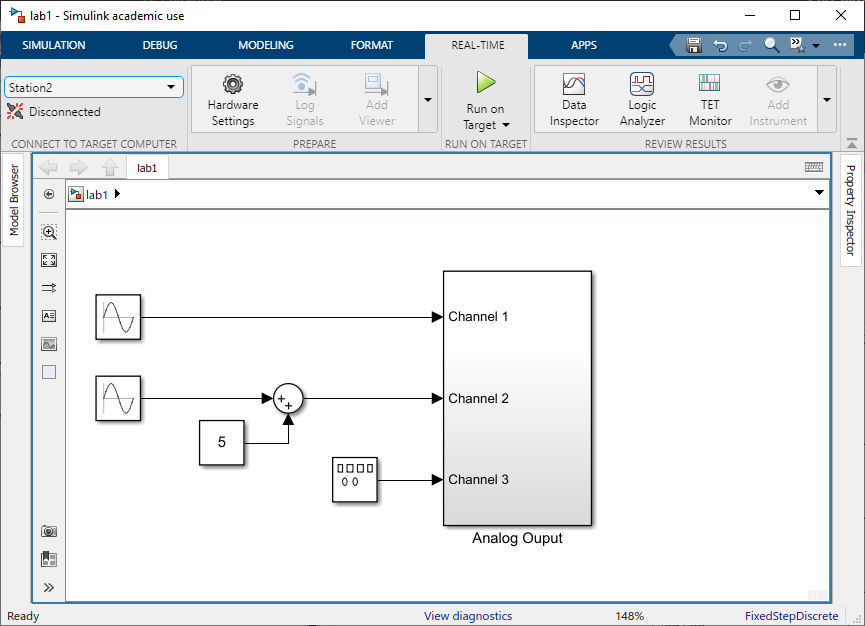 lab1 - Simulink academic use
SIMULATION DEBUG MODELING FORMAT REAL-TIME APPS
Station2
Disconnected
CONNECT TO TARGET COMPUTER
Hardware
Settings
Log
Signals
Add
Viewer
PREPARE
Run on
Target
RUN ON TARGET
Data
Inspector
Logic
Analyzer
TET
Monitor
Add
Instrument
REVIEW RESULTS
Model Browser
lab1
lab1
Property Inspector
Channel 1
Channel 2
+
+
5
Channel 3
Analog Ouput
Ready View diagnostics 148% FixedStepDiscrete